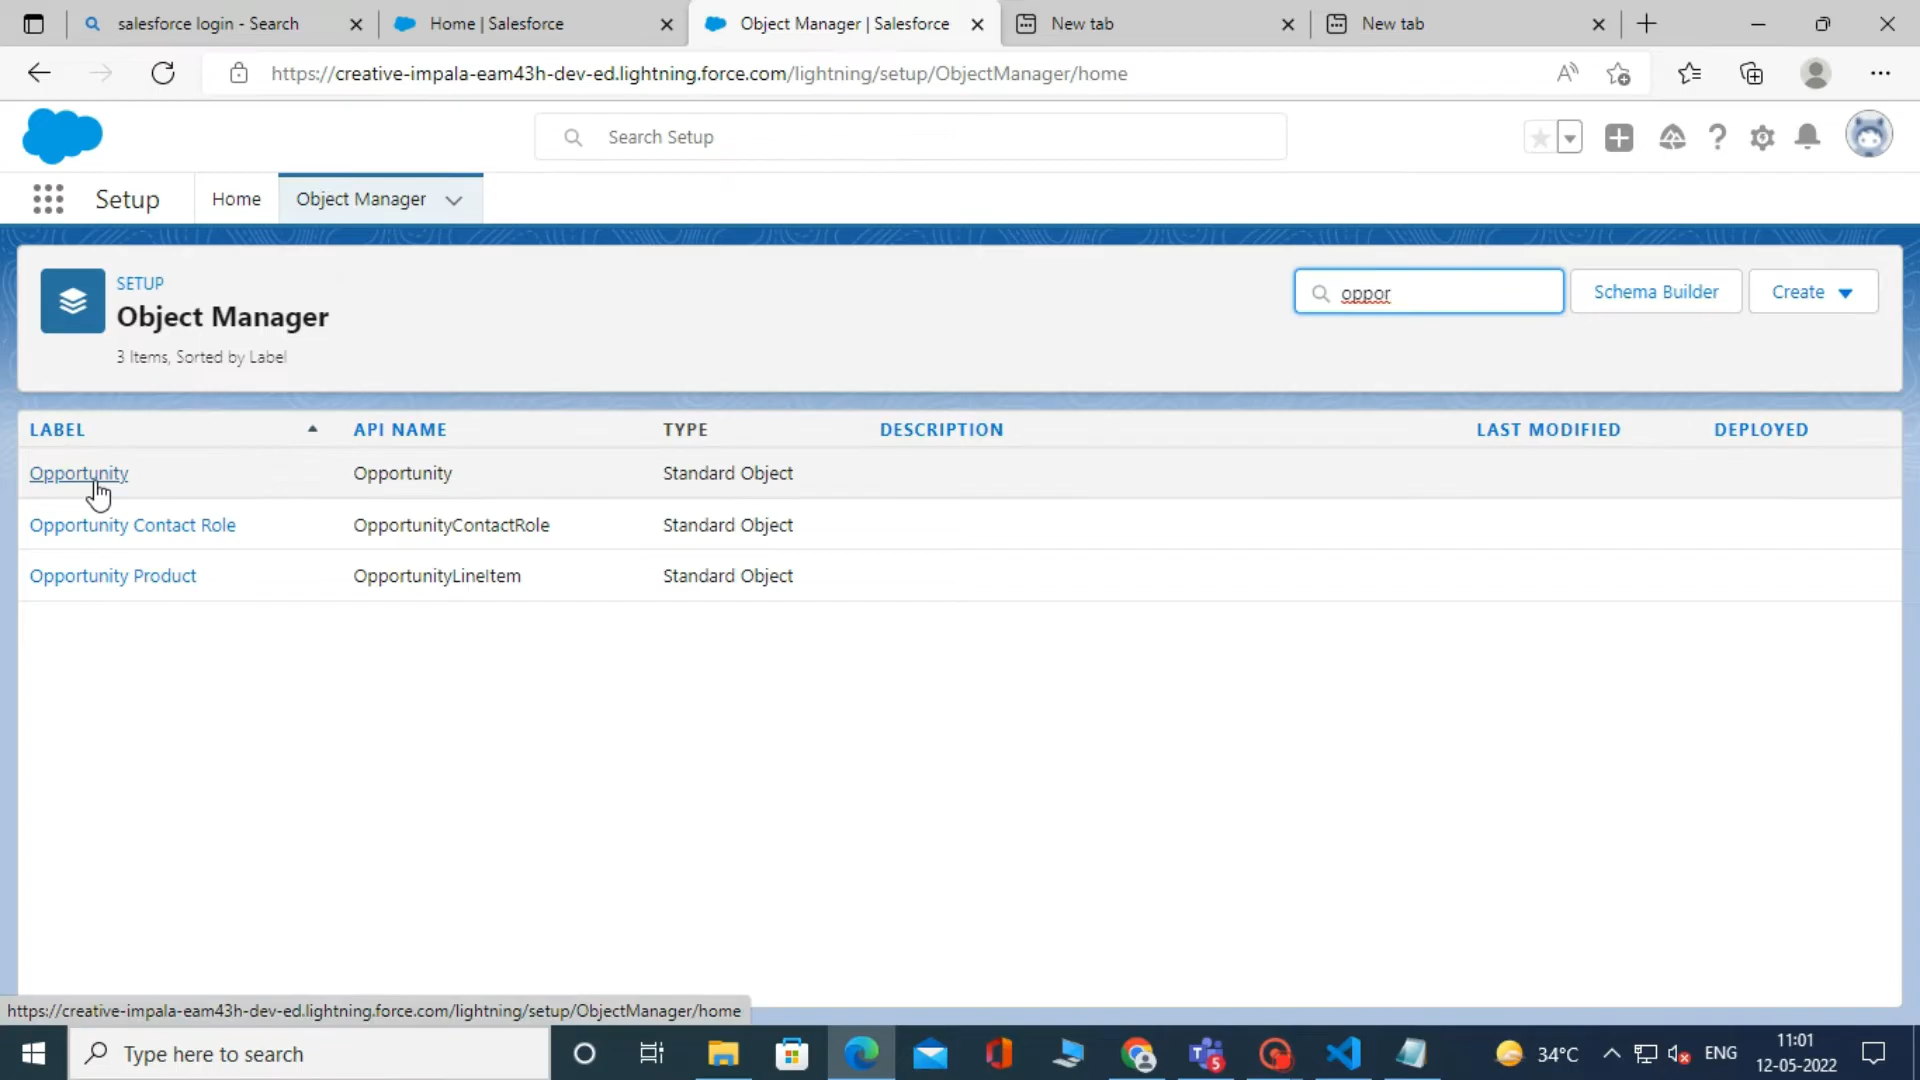 salesforce login - Search
Home | Salesforce
Object Manager | Salesforce
New tab
New tab
https://creative-impala-eam43h-dev-ed.lightning.force.com/lightning/setup/ObjectManager/home
Search Setup
Setup
Home
Object Manager
SETUP
Object Manager
3 Items, Sorted by Label
oppor
Schema Builder
Create
LABEL API NAME TYPE DESCRIPTION LAST MODIFIED DEPLOYED
Opportunity Opportunity Standard Object
Opportunity Contact Role OpportunityContactRole Standard Object
Opportunity Product OpportunityLineItem Standard Object
https://creative-impala-eam43h-dev-ed.lightning.force.com/lightning/setup/ObjectManager/home
Type here to search
5
34°C
ENG
11:01
12-05-2022